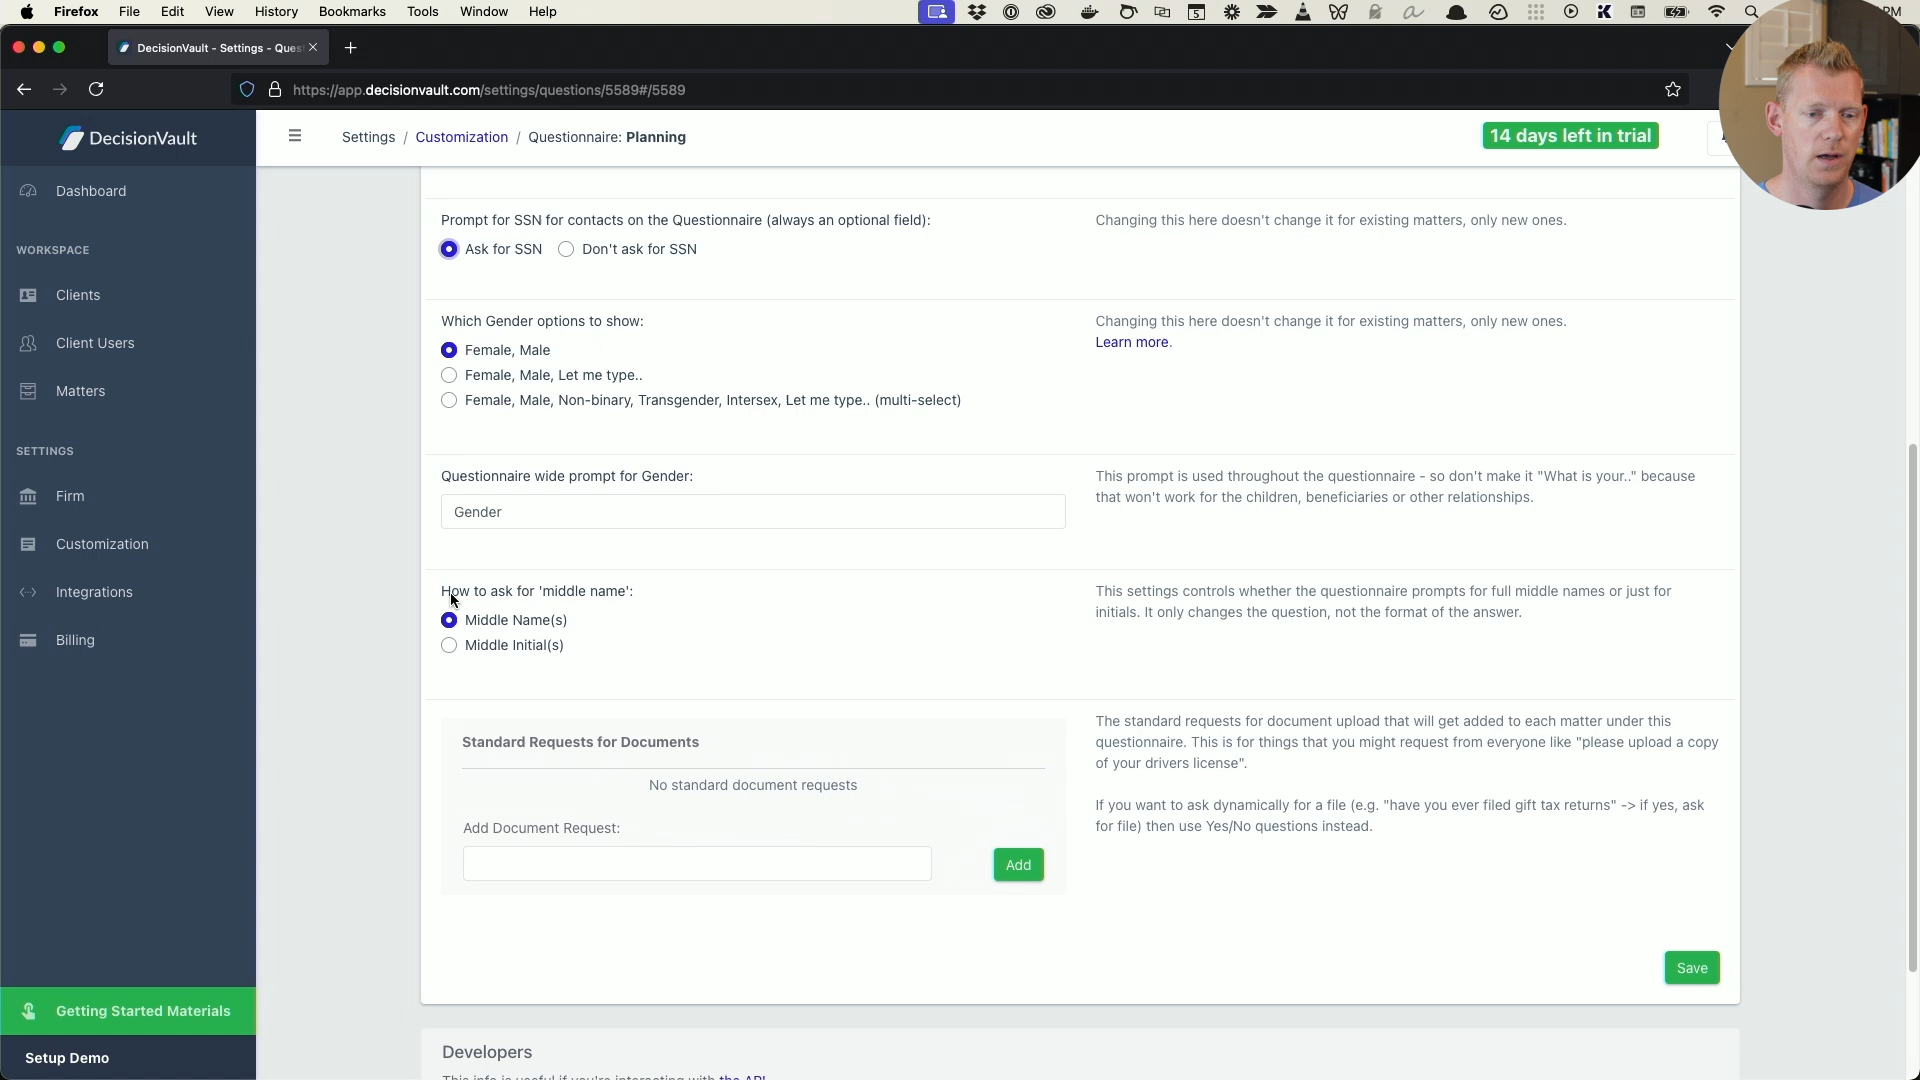 Firefox File Edit View History Bookmarks Tools Window Help
DecisionVault - Settings - Ques
https://app.decisionvault.com/settings/questions/5589#/5589
DecisionVault
Settings / Customization / Questionnaire: Planning
14 days left in trial
Dashboard
WORKSPACE
Clients
Client Users
Matters
SETTINGS
Firm
Customization
Integrations
Billing
Getting Started Materials
Setup Demo
Prompt for SSN for contacts on the Questionnaire (always an optional field):
Ask for SSN Don't ask for SSN
Changing this here doesn't change it for existing matters, only new ones.
Which Gender options to show:
Female, Male
Female, Male, Let me type..
Female, Male, Non-binary, Transgender, Intersex, Let me type.. (multi-select)
Changing this here doesn't change it for existing matters, only new ones.
Learn more.
Questionnaire wide prompt for Gender:
Gender
This prompt is used throughout the questionnaire - so don't make it "What is your.." because
that won't work for the children, beneficiaries or other relationships.
How to ask for 'middle name':
Middle Name(s)
Middle Initial(s)
This settings controls whether the questionnaire prompts for full middle names or just for
initials. It only changes the question, not the format of the answer.
Standard Requests for Documents
No standard document requests
Add Document Request:
Add
The standard requests for document upload that will get added to each matter under this
questionnaire. This is for things that you might request from everyone like "please upload a copy
of your drivers license".
If you want to ask dynamically for a file (e.g. "have you ever filed gift tax returns" -> if yes, ask
for file) then use Yes/No questions instead.
Save
Developers
This info is useful if you're interacting with the API